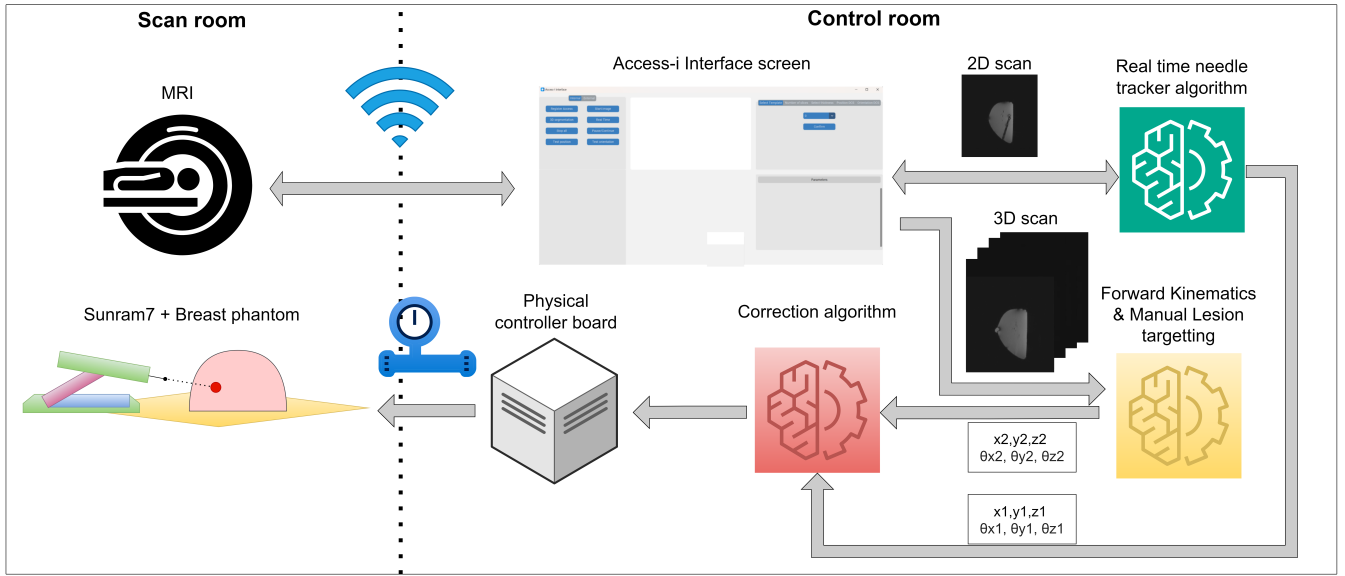 Scan room
Control room
MRI
Access-i Interface screen
2D scan
Real time needle
tracker algorithm
Parameters
3D scan
Sunram7 + Breast phantom
Physical
controller board
Correction algorithm
Forward Kinematics
& Manual Lesion
targetting
x2,y2,z2
θx2, θy2, θz2
x1,y1,z1
θx1, θy1, θz1